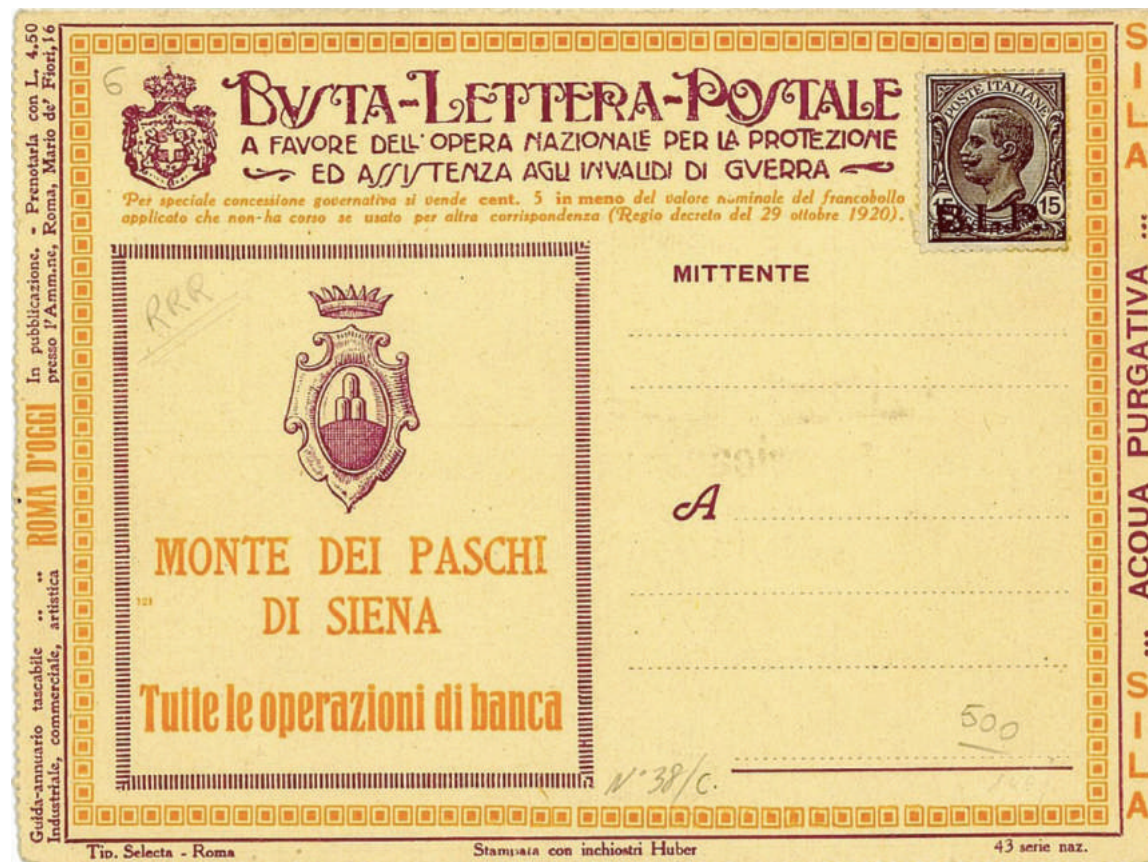 6
BVSTA-LETTERA-POSTALE
A FAVORE DELL' OPERA NAZIONALE PER LA PROTEZIONE
ED ASSISTENZA AGLI INVALIDI DI GVERRA
Per speciale concessione governativa si vende cent. 5 in meno del valore nominale del francobollo
applicato che non-ha corso se usato per altra corrispondenza (Regio decreto del 29 ottobre 1920).
POSTE ITALIANE
15 15
B.L.P.
RRR
MONTE DEI PASCHI
DI SIENA
121
Tutte le operazioni di banca
MITTENTE
A
500
N° 38/C.
Tip. Selecta - Roma
Stampata con inchiostri Huber
43 serie naz.
Guida-annuario tascabile .. .. ROMA D'OGGI In pubblicazione. - Prenotarla con L. 4.50
Industriale, commerciale, artistica presso l'Amm.ne, Roma, Mario de' Fiori, 16
SILA ... ACQUA PURGATIVA ... SILA